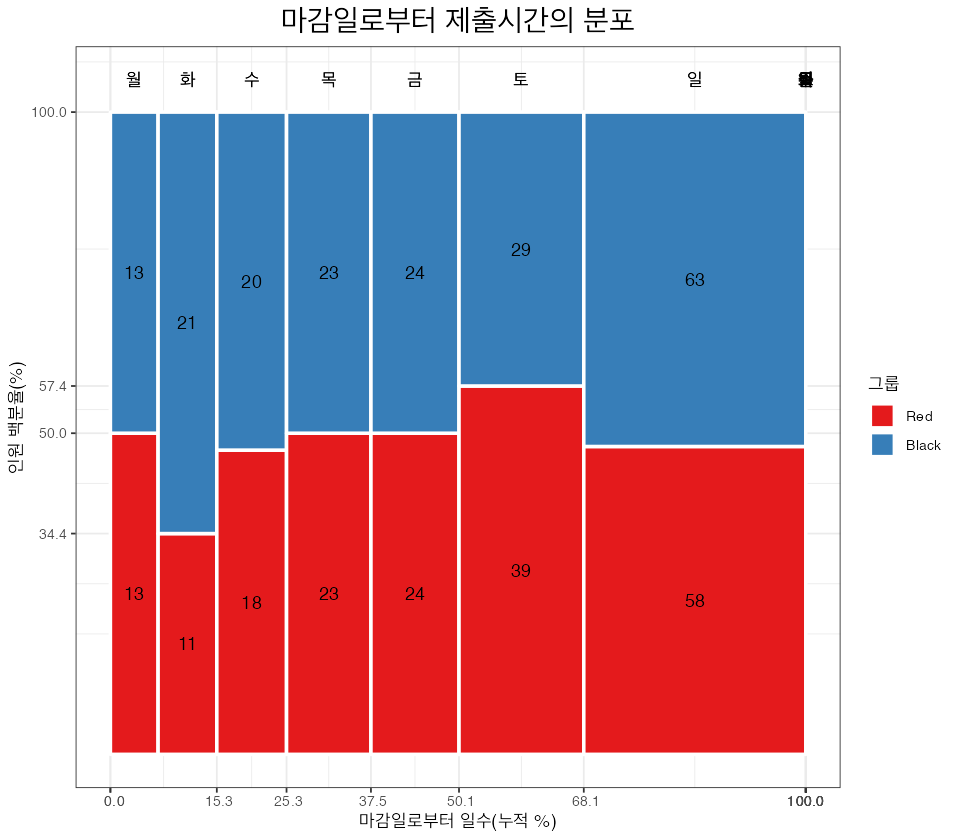 마감일로부터 제출시간의 분포
월 화 수 목 금 토 일
100.0
57.4
50.0
34.4
인원 백분율(%)
13 21 20 23 24 29 63
13 11 18 23 24 39 58
0.0 15.3 25.3 37.5 50.1 68.1 100.0
마감일로부터 일수(누적 %)
그룹
Red
Black